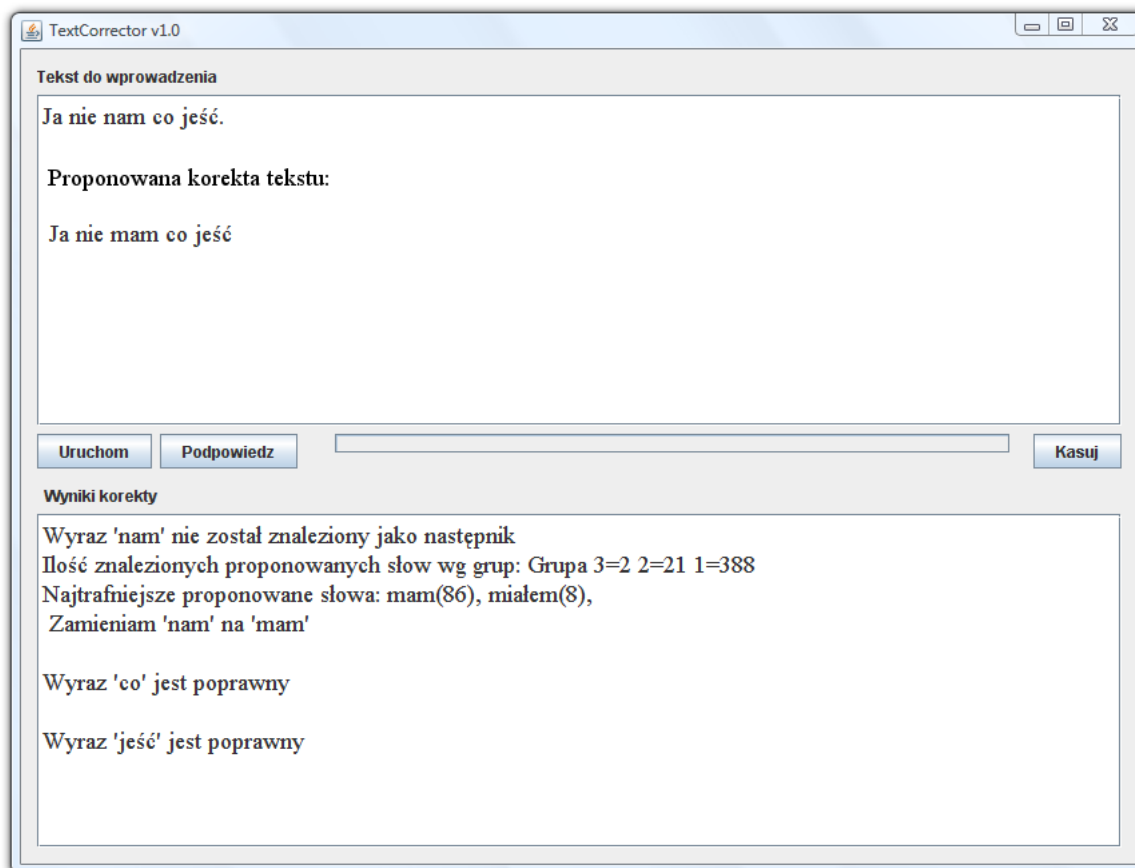 TextCorrector v1.0
Tekst do wprowadzenia
Ja nie nam co jeść.
Proponowana korekta tekstu:
Ja nie mam co jeść
Uruchom Podpowiedz Kasuj
Wyniki korekty
Wyraz 'nam' nie został znaleziony jako następnik
Ilość znalezionych proponowanych słow wg grup: Grupa 3=2 2=21 1=388
Najtrafniejsze proponowane słowa: mam(86), miałem(8),
Zamieniam 'nam' na 'mam'
Wyraz 'co' jest poprawny
Wyraz 'jeść' jest poprawny